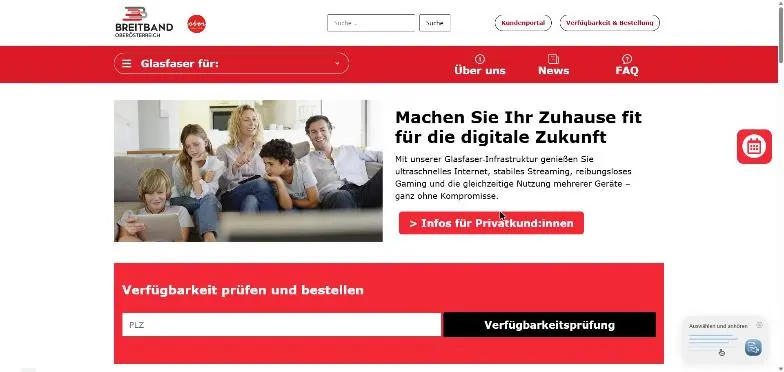 BREITBAND
OBERÖSTERREICH
Suche ...
Suche
Kundenportal
Verfügbarkeit & Bestellung
Glasfaser für:
Über uns
News
FAQ
Machen Sie Ihr Zuhause fit
für die digitale Zukunft
Mit unserer Glasfaser-Infrastruktur genießen Sie
ultraschnelles Internet, stabiles Streaming, reibungsloses
Gaming und die gleichzeitige Nutzung mehrerer Geräte –
ganz ohne Kompromisse.
> Infos für Privatkund:innen
Verfügbarkeit prüfen und bestellen
PLZ
Verfügbarkeitsprüfung
Auswählen und anhören